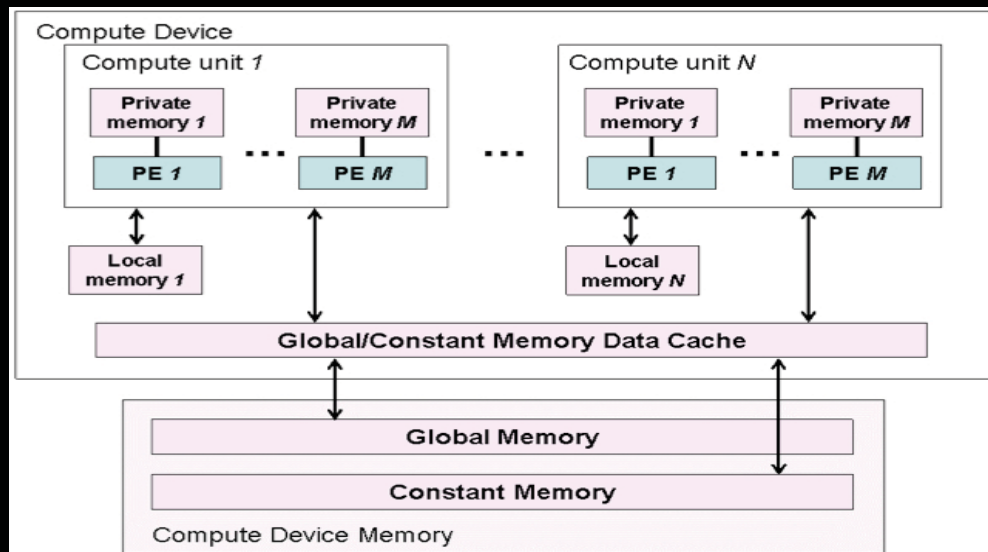 Compute Device
Compute unit 1
Compute unit N
Private
memory 1
Private
memory M
Private
memory 1
Private
memory M
...
...
...
PE 1
PE M
PE 1
PE M
Local
memory 1
Local
memory N
Global/Constant Memory Data Cache
Global Memory
Constant Memory
Compute Device Memory